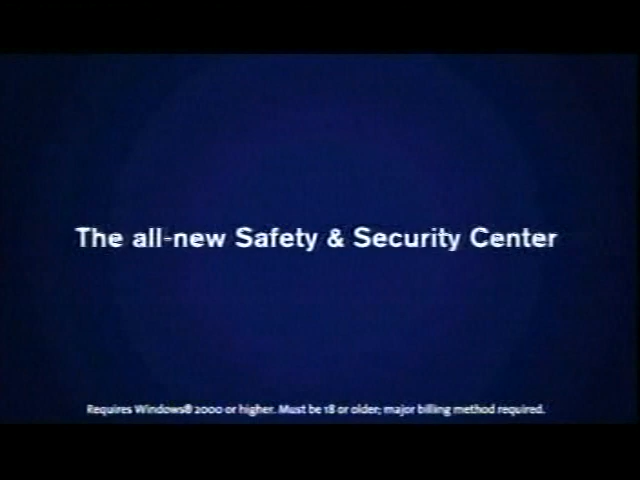 The all-new Safety & Security Center
Requires Windows® 2000 or higher. Must be 18 or older; major billing method required.